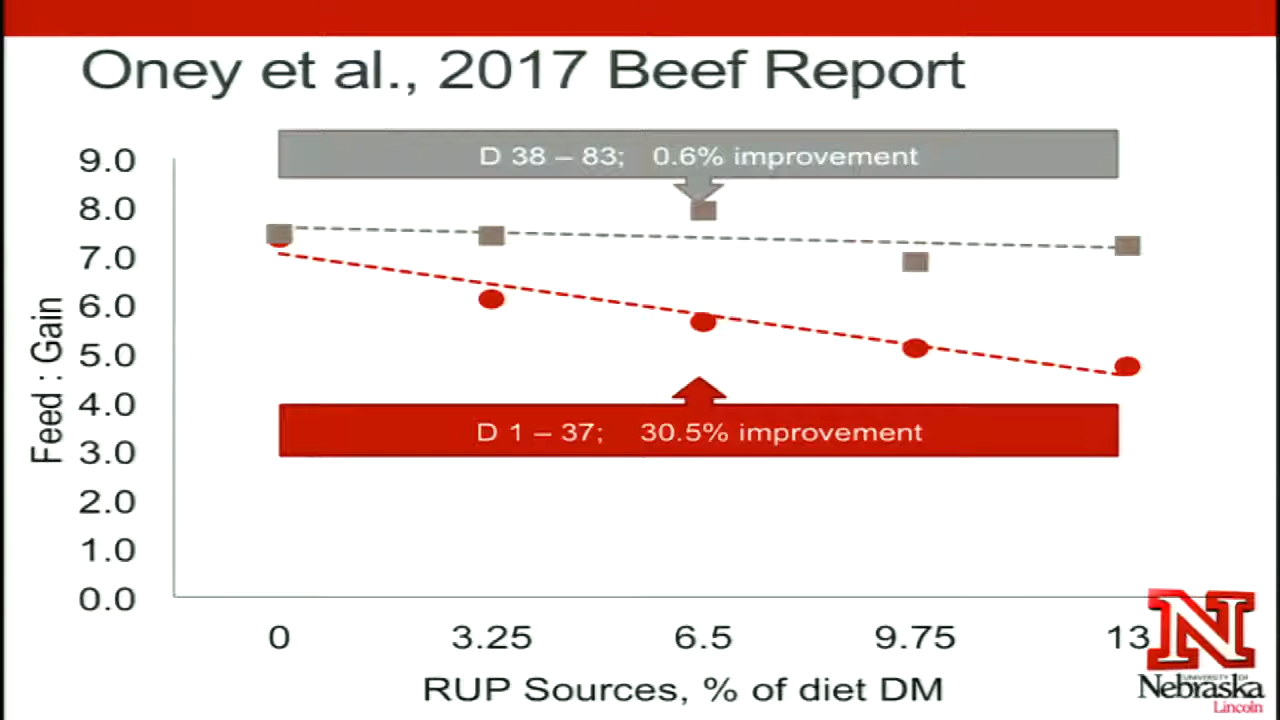 Oney et al., 2017 Beef Report
D 38 – 83; 0.6% improvement
9.0
8.0
7.0
6.0
5.0
4.0
3.0
2.0
1.0
0.0
Feed : Gain
D 1 – 37; 30.5% improvement
0 3.25 6.5 9.75 13
RUP Sources, % of diet DM
N
UNIVERSITY OF
Nebraska
Lincoln